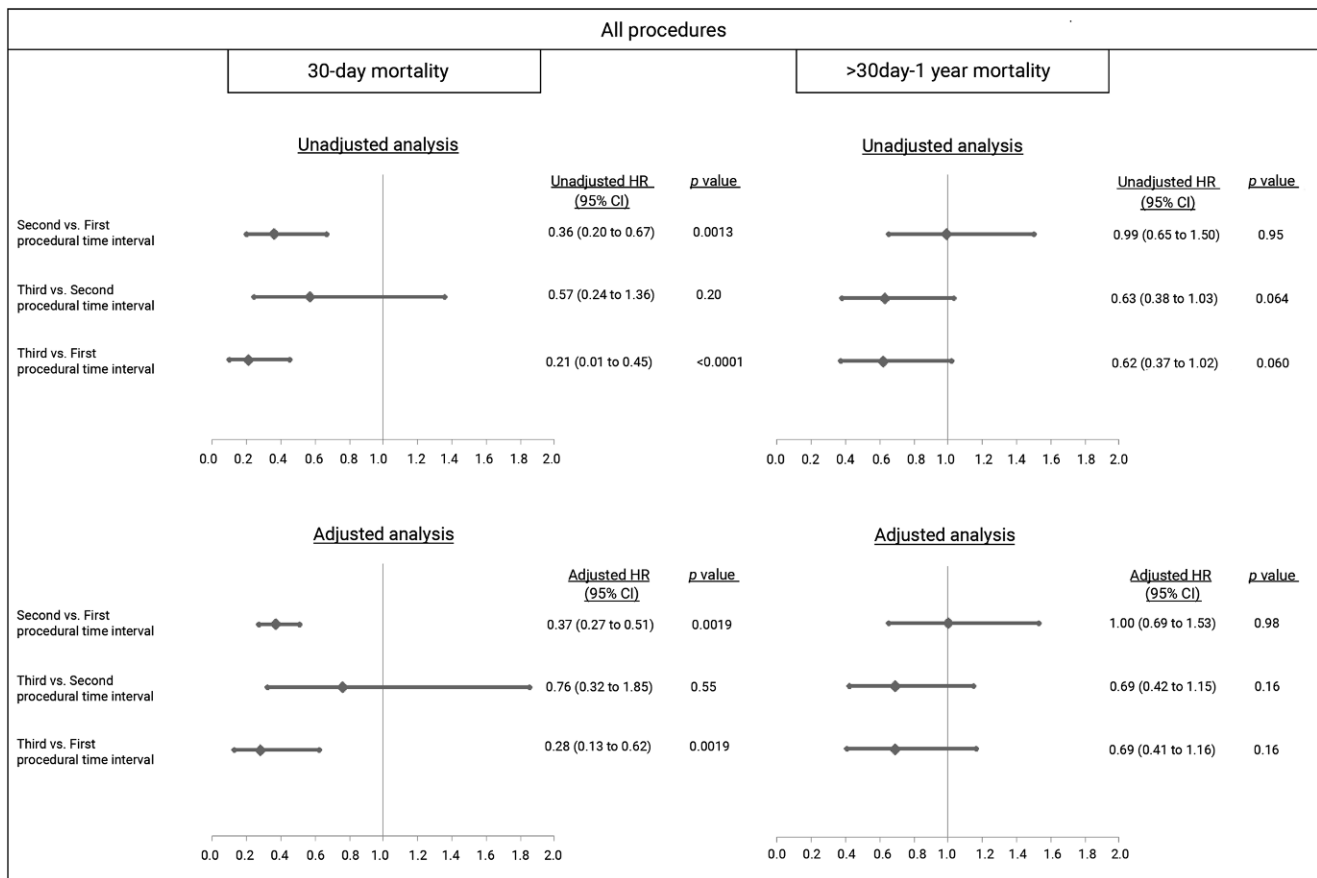 All procedures
30-day mortality
>30day-1 year mortality
Unadjusted analysis
Unadjusted HR
(95% CI)
p value
Second vs. First
procedural time interval
0.36 (0.20 to 0.67)
0.0013
Third vs. Second
procedural time interval
0.57 (0.24 to 1.36)
0.20
Third vs. First
procedural time interval
0.21 (0.01 to 0.45)
<0.0001
0.0 0.2 0.4 0.6 0.8 1.0 1.2 1.4 1.6 1.8 2.0
Unadjusted analysis
Unadjusted HR
(95% CI)
p value
0.99 (0.65 to 1.50)
0.95
0.63 (0.38 to 1.03)
0.064
0.62 (0.37 to 1.02)
0.060
0.0 0.2 0.4 0.6 0.8 1.0 1.2 1.4 1.6 1.8 2.0
Adjusted analysis
Adjusted HR
(95% CI)
p value
Second vs. First
procedural time interval
0.37 (0.27 to 0.51)
0.0019
Third vs. Second
procedural time interval
0.76 (0.32 to 1.85)
0.55
Third vs. First
procedural time interval
0.28 (0.13 to 0.62)
0.0019
0.0 0.2 0.4 0.6 0.8 1.0 1.2 1.4 1.6 1.8 2.0
Adjusted analysis
Adjusted HR
(95% CI)
p value
1.00 (0.69 to 1.53)
0.98
0.69 (0.42 to 1.15)
0.16
0.69 (0.41 to 1.16)
0.16
0.0 0.2 0.4 0.6 0.8 1.0 1.2 1.4 1.6 1.8 2.0